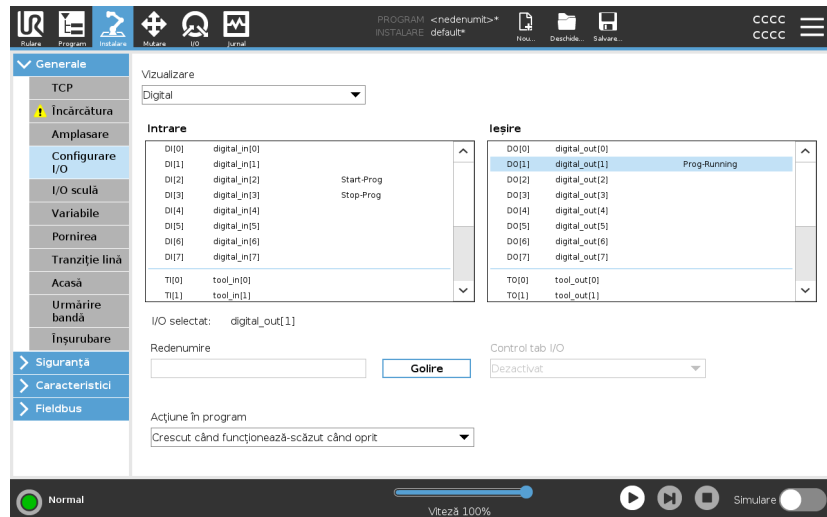 UR
Rulare
Program
Instalare
Mutare
I/O
Jurnal
PROGRAM <nedenumit>*
INSTALARE default*
Nou...
Deschide...
Salvare...
cccc
cccc
Generale
TCP
Încărcătura
Amplasare
Configurare
I/O
I/O sculă
Variabile
Pornirea
Tranziție lină
Acasă
Urmărire
bandă
Înșurubare
Siguranță
Caracteristici
Fieldbus
Vizualizare
Digital
Intrare
DI[0] digital_in[0]
DI[1] digital_in[1]
DI[2] digital_in[2] Start-Prog
DI[3] digital_in[3] Stop-Prog
DI[4] digital_in[4]
DI[5] digital_in[5]
DI[6] digital_in[6]
DI[7] digital_in[7]
TI[0] tool_in[0]
TI[1] tool_in[1]
Ieșire
DO[0] digital_out[0]
DO[1] digital_out[1] Prog-Running
DO[2] digital_out[2]
DO[3] digital_out[3]
DO[4] digital_out[4]
DO[5] digital_out[5]
DO[6] digital_out[6]
DO[7] digital_out[7]
TO[0] tool_out[0]
TO[1] tool_out[1]
I/O selectat: digital_out[1]
Redenumire
Golire
Control tab I/O
Dezactivat
Acțiune în program
Crescut când funcționează-scăzut când oprit
Normal
Viteză 100%
Simulare